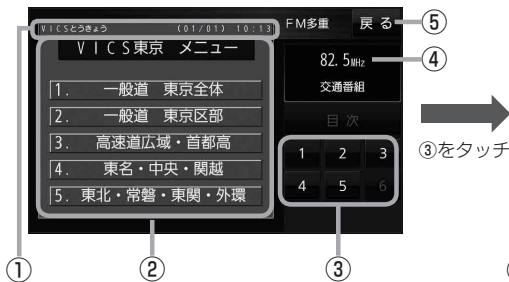 VICSとうきょう (01/01) 10:13 FM多重 戻る ⑤
①
VICS東京 メニュー
82.5MHz ④
交通番組
1. 一般道 東京全体
2. 一般道 東京区部
3. 高速道広域・首都高
4. 東名・中央・関越
5. 東北・常磐・東関・外環
目次
1 2 3
4 5 6
③をタッチ
① ② ③